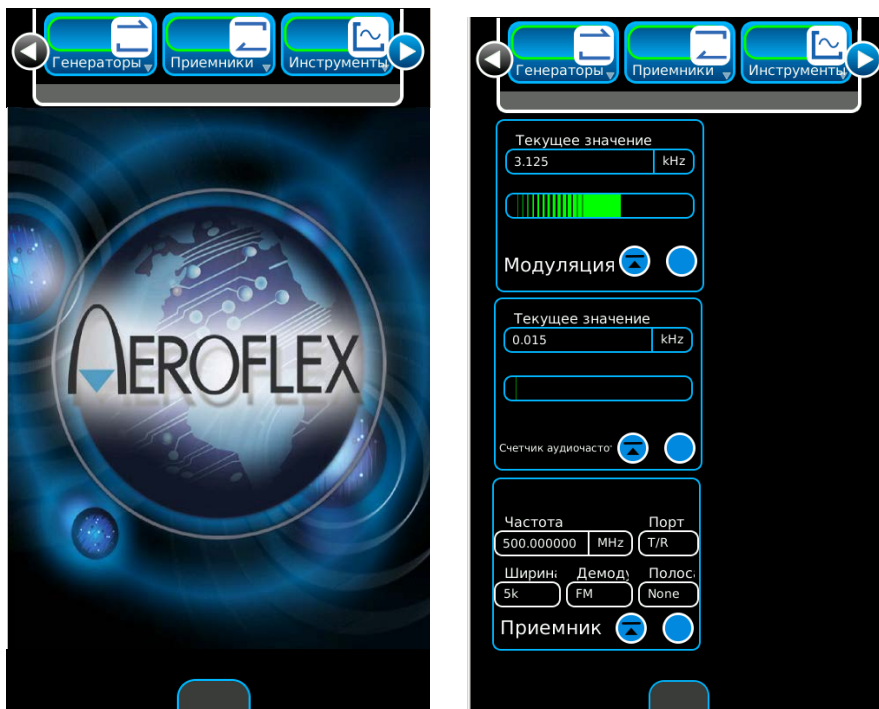 Генераторы
Приемники
Инструменты
AEROFLEX
Генераторы
Приемники
Инструменты
Текущее значение
3.125 kHz
Модуляция
Текущее значение
0.015 kHz
Счетчик аудиочасто
Частота Порт
500.000000 MHz T/R
Ширин Демод Полос
5k FM None
Приемник